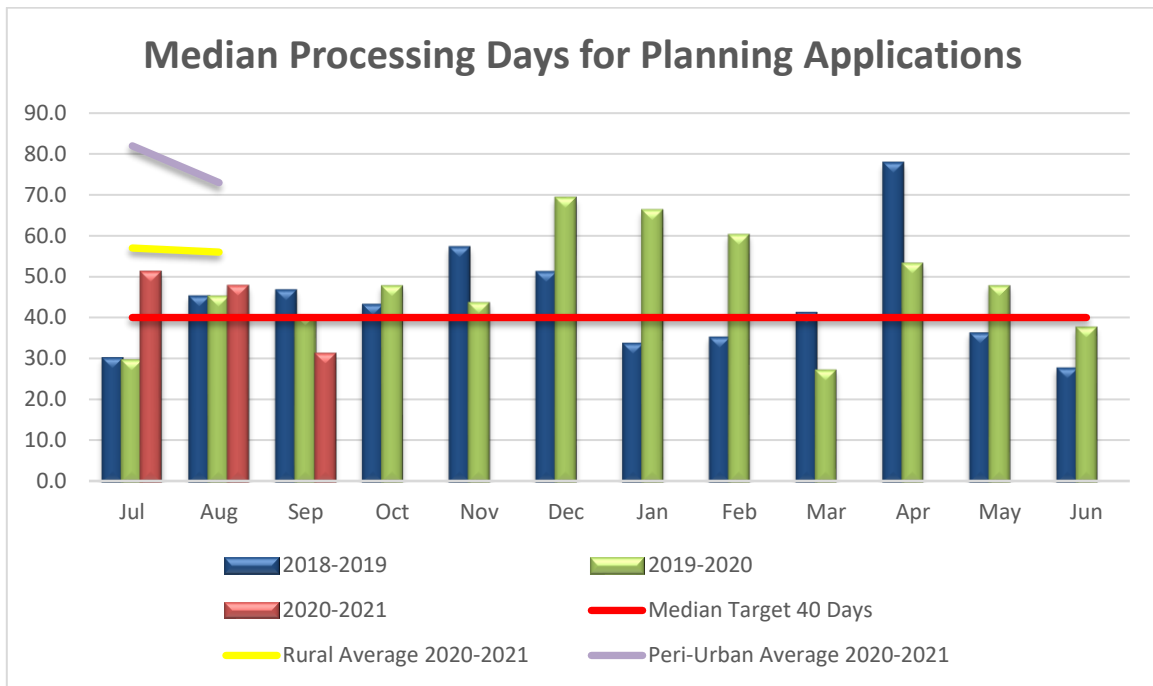 Median Processing Days for Planning Applications
90.0
80.0
70.0
60.0
50.0
40.0
30.0
20.0
10.0
0.0
Jul Aug Sep Oct Nov Dec Jan Feb Mar Apr May Jun
2018-2019 2019-2020
2020-2021 Median Target 40 Days
Rural Average 2020-2021 Peri-Urban Average 2020-2021